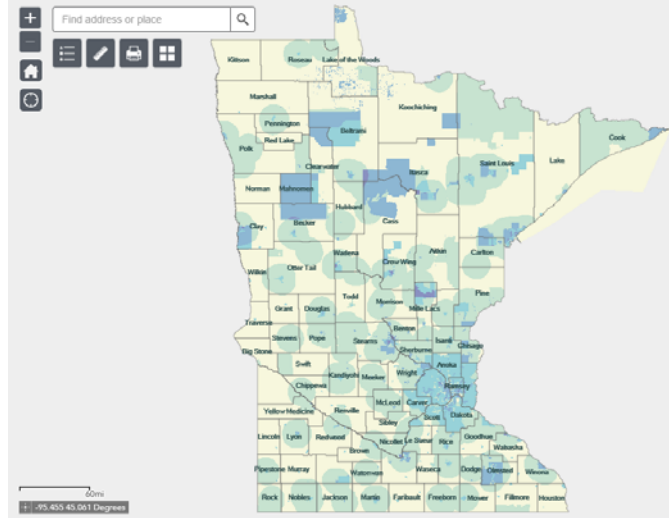 Find address or place
Kittson
Roseau
Lake of the Woods
Marshall
Koochiching
Pennington
Beltrami
Cook
Red Lake
Polk
Clearwater
Saint Louis
Lake
Itasca
Norman
Mahnomen
Hubbard
Cass
Clay
Becker
Wadena
Crow Wing
Aitkin
Carlton
Wilkin
Otter Tail
Todd
Morrison
Mille Lacs
Pine
Grant
Douglas
Traverse
Benton
Stevens
Pope
Stearns
Isanti
Chisago
Big Stone
Sherburne
Swift
Anoka
Kandiyohi
Meeker
Wright
Ramsey
Chippewa
McLeod
Carver
Yellow Medicine
Renville
Scott
Dakota
Sibley
Lincoln
Lyon
Redwood
Nicollet
Le Sueur
Rice
Goodhue
Wabasha
Brown
Pipestone
Murray
Watonwan
Waseca
Dodge
Olmsted
Winona
Rock
Nobles
Jackson
Martin
Faribault
Freeborn
Mower
Fillmore
Houston
60mi
-95.455 45.061 Degrees